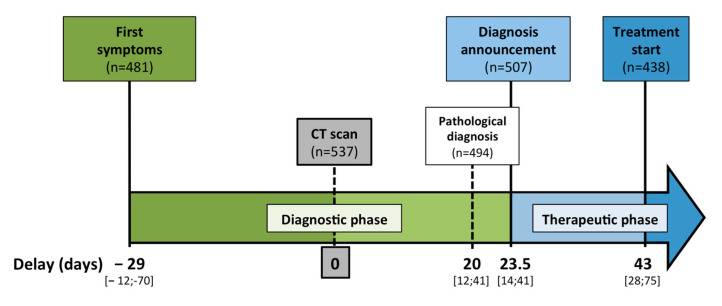 First
symptoms
(n=481)
Diagnosis
announcement
(n=507)
Treatment
start
(n=438)
CT scan
(n=537)
Pathological
diagnosis
(n=494)
Diagnostic phase
Therapeutic phase
Delay (days) – 29 0 20 23.5 43
[– 12;-70] [12;41] [14;41] [28;75]